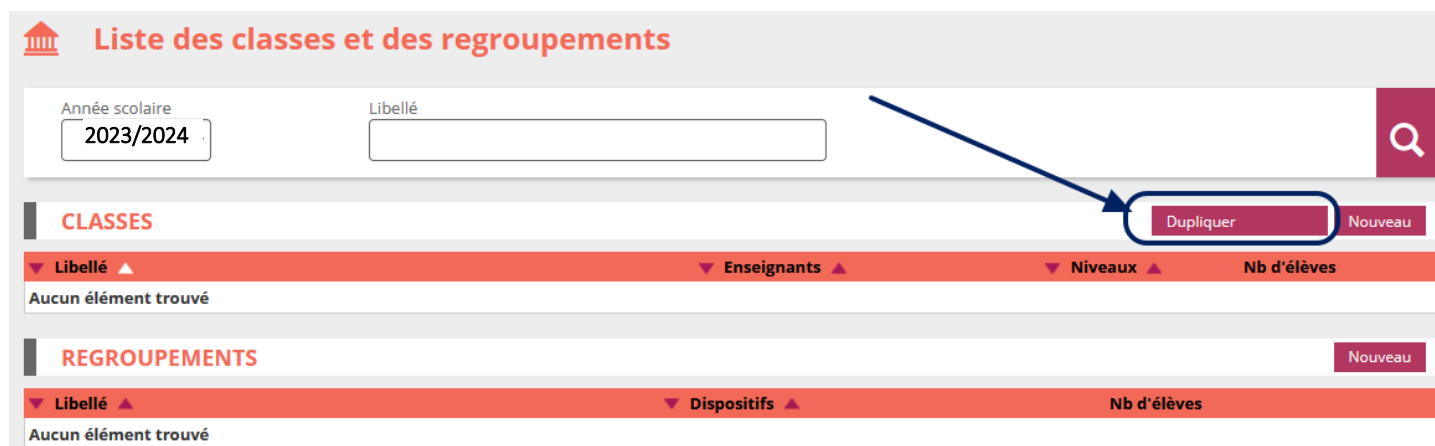 Liste des classes et des regroupements
Année scolaire Libellé
2023/2024
CLASSES Dupliquer Nouveau
Libellé Enseignants Niveaux Nb d'élèves
Aucun élément trouvé
REGROUPEMENTS Nouveau
Libellé Dispositifs Nb d'élèves
Aucun élément trouvé